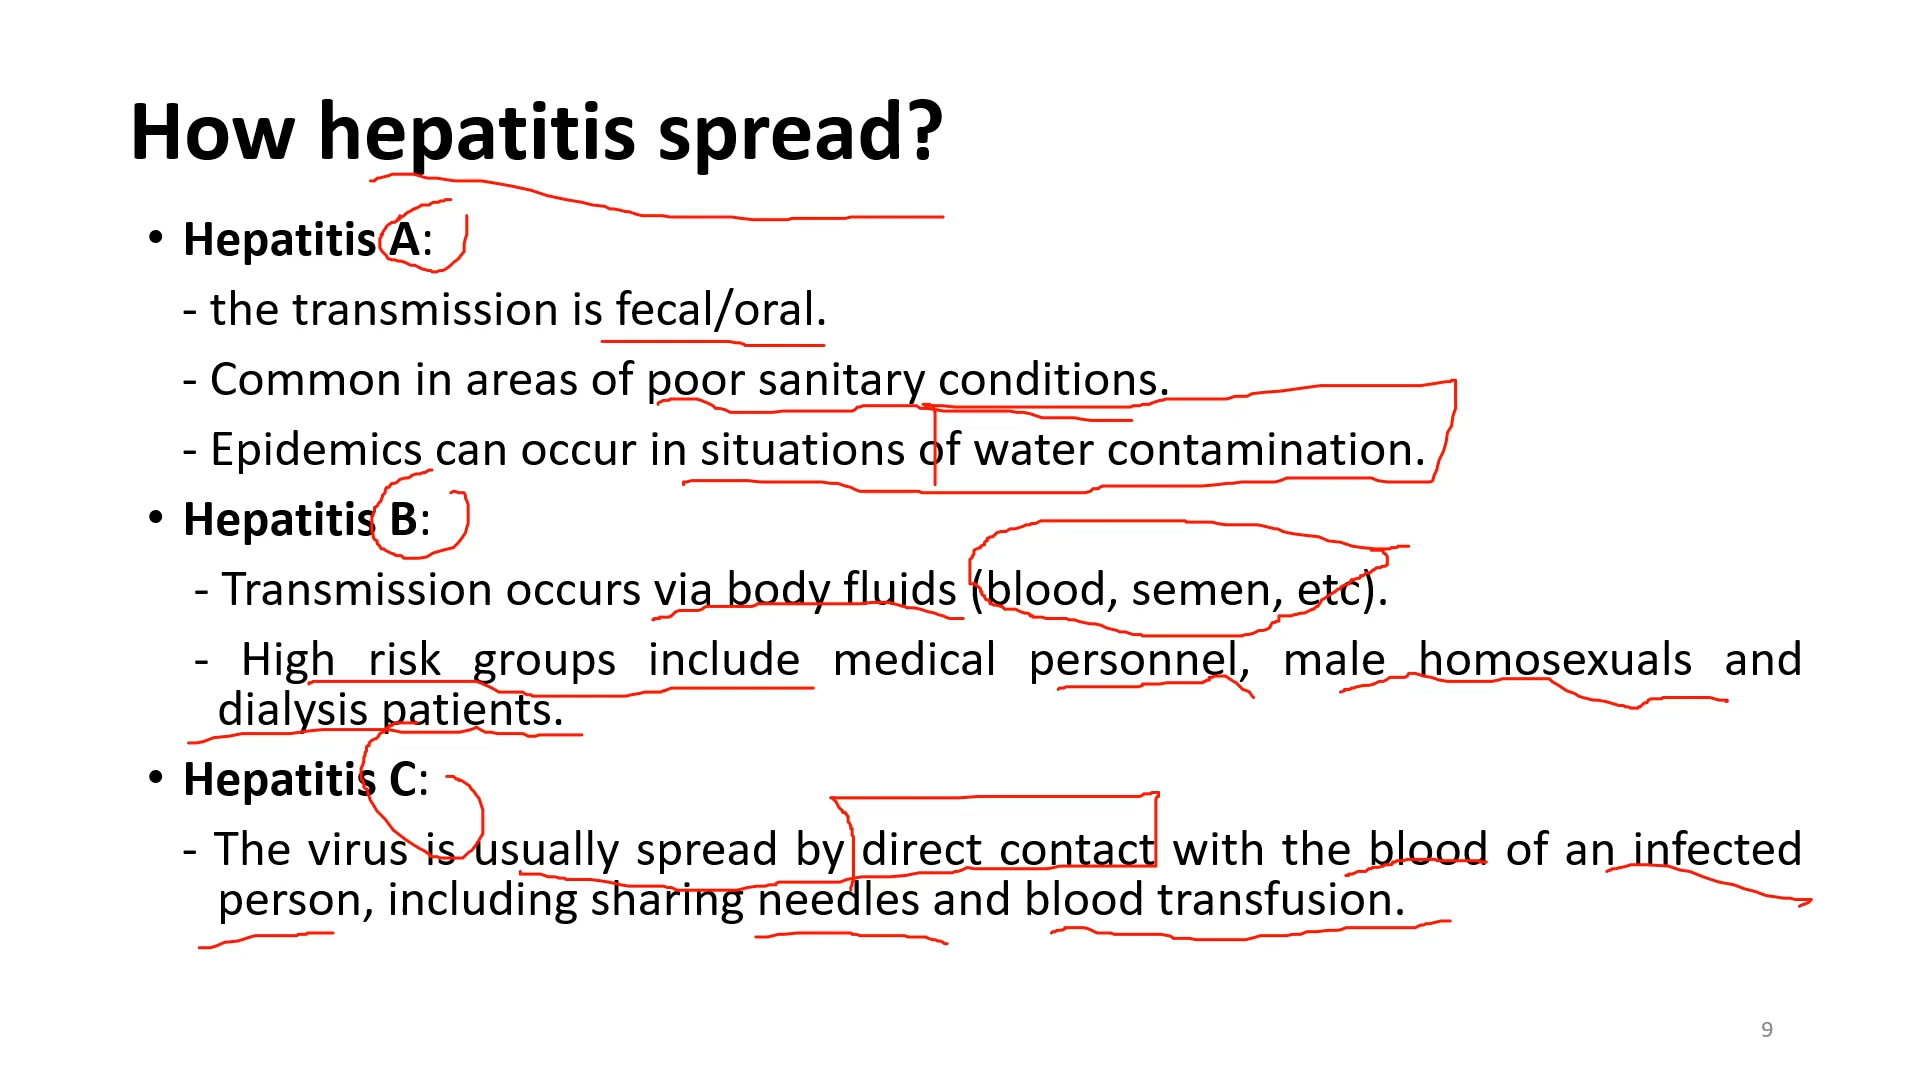 How hepatitis spread?
• Hepatitis A:
- the transmission is fecal/oral.
- Common in areas of poor sanitary conditions.
- Epidemics can occur in situations of water contamination.
• Hepatitis B:
- Transmission occurs via body fluids (blood, semen, etc).
- High risk groups include medical personnel, male homosexuals and
dialysis patients.
• Hepatitis C:
- The virus is usually spread by direct contact with the blood of an infected
person, including sharing needles and blood transfusion.
9